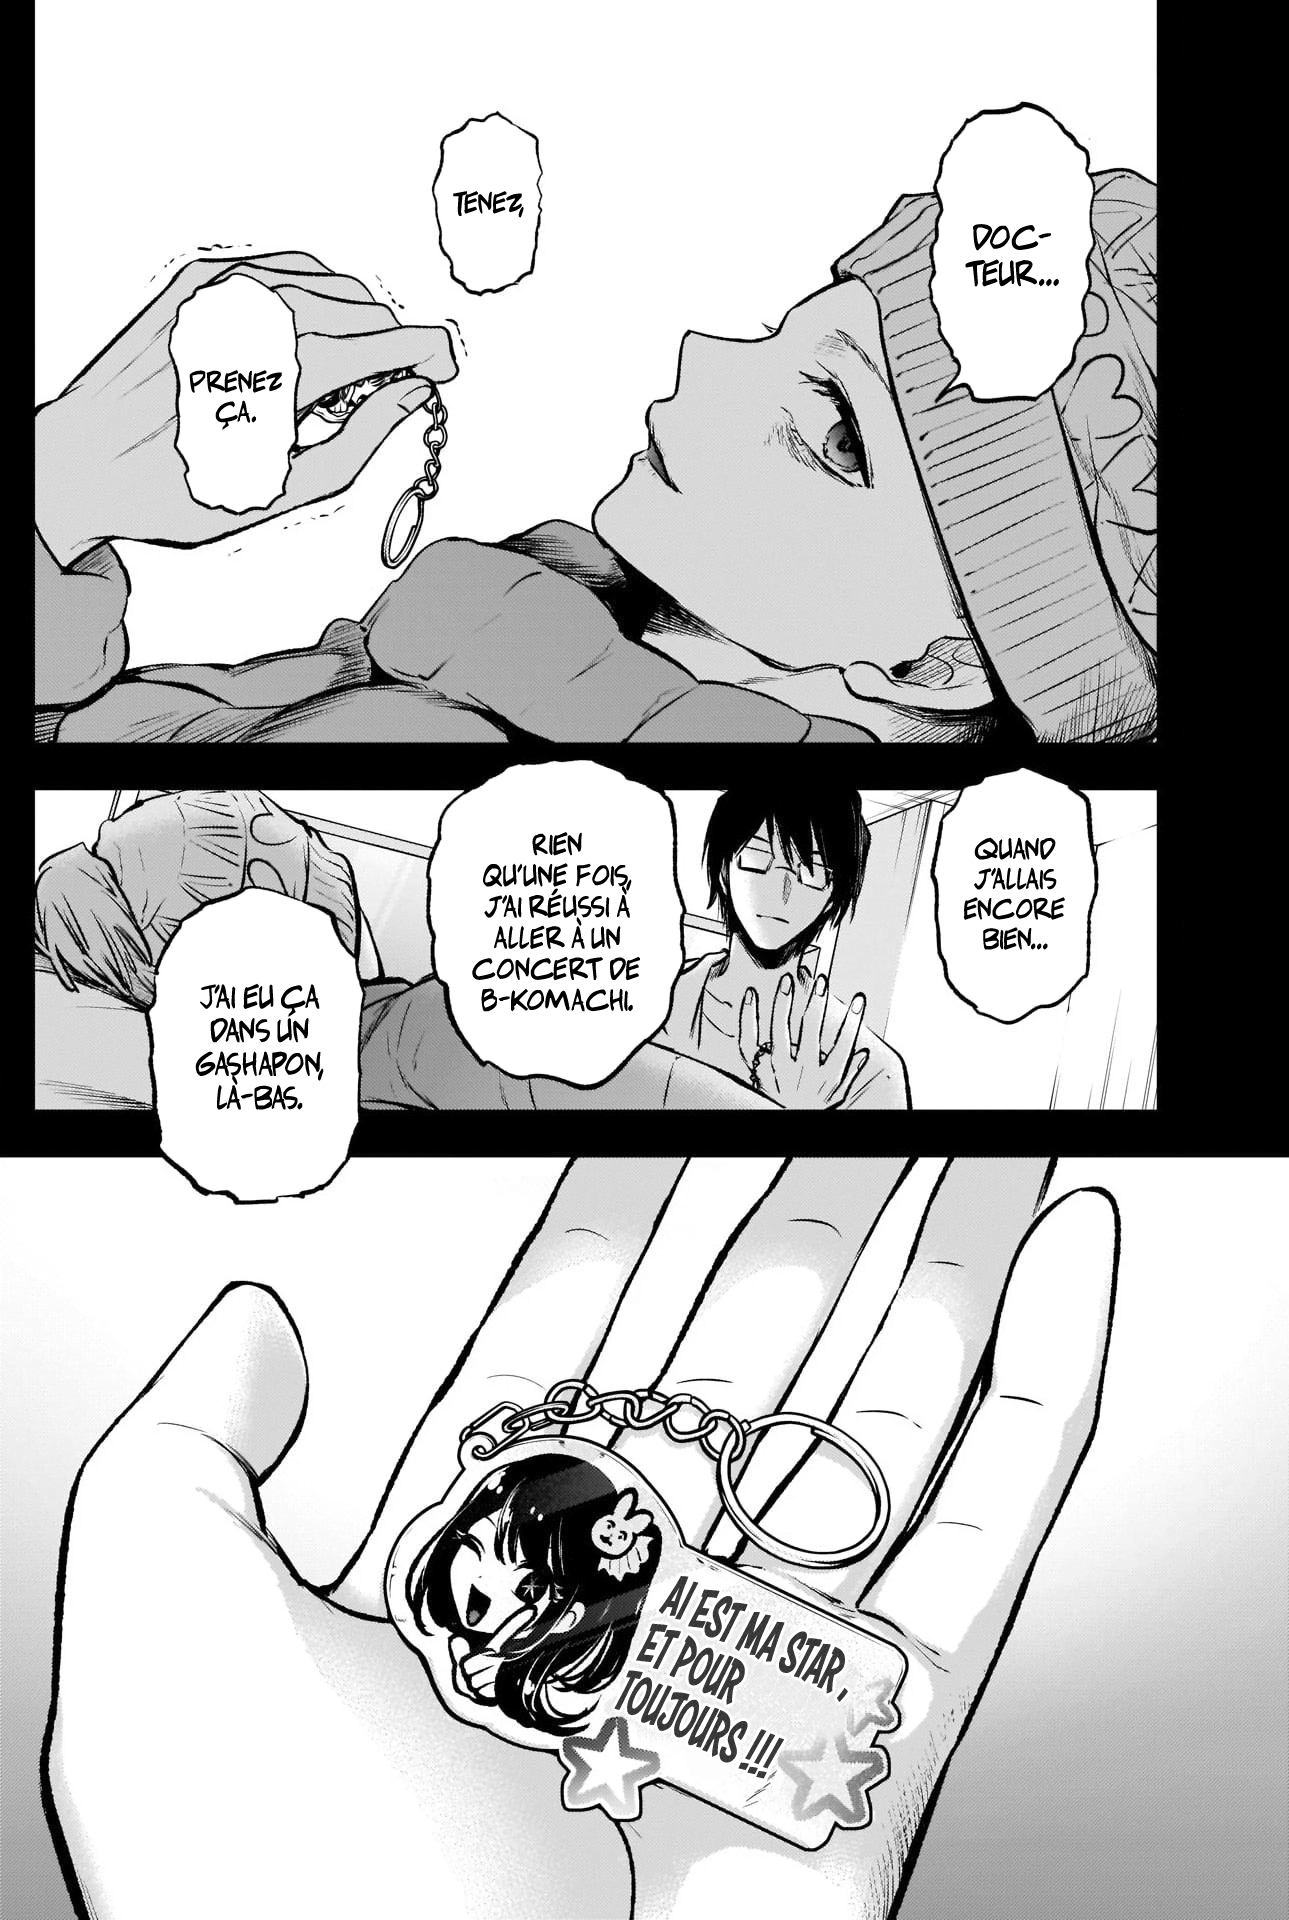 DOC-
TEUR...
TENEZ,
PRENEZ
ÇA.
QUAND
J'ALLAIS
ENCORE
BIEN...
RIEN
QU'UNE FOIS,
J'AI RÉUSSI À
ALLER À UN
CONCERT DE
B-KOMACHI.
J'AI EU ÇA
DANS UN
GASHAPON,
LÀ-BAS.
AI EST MA STAR,
ET POUR
TOUJOURS !!!